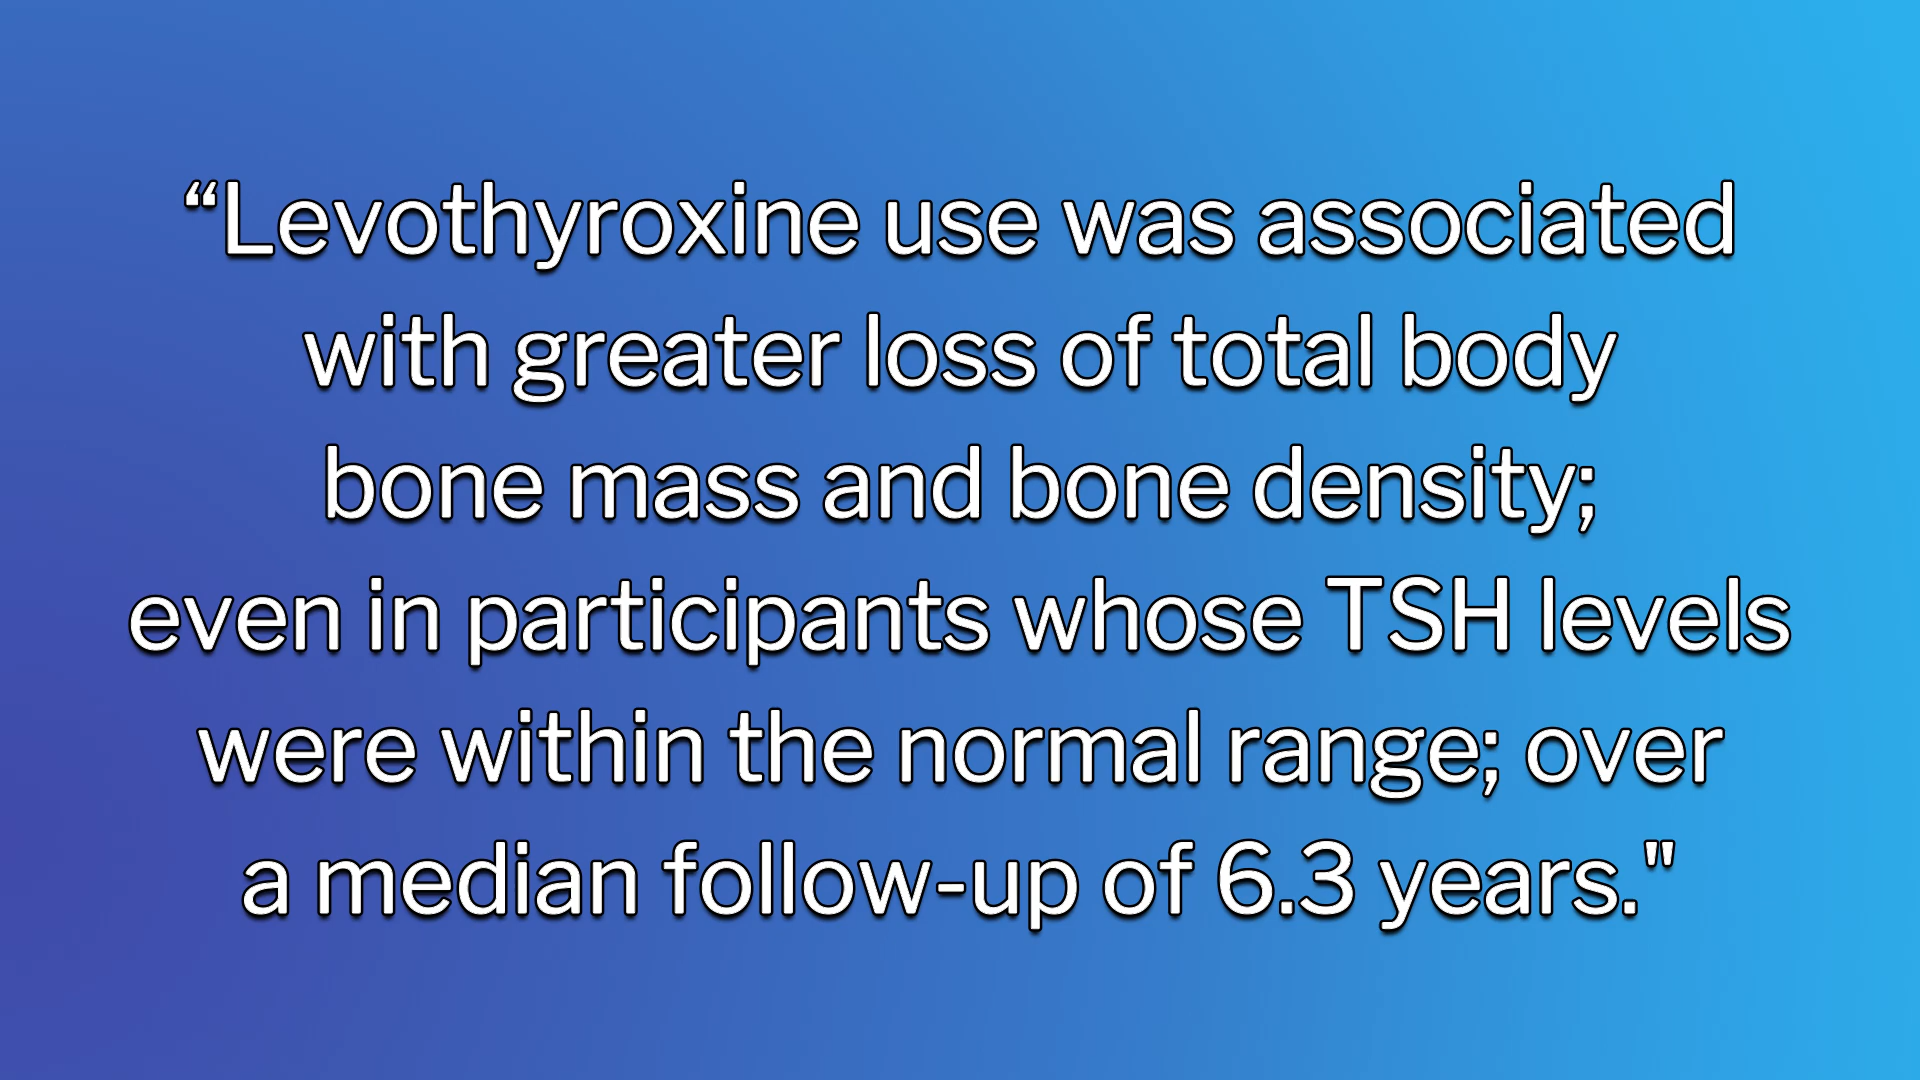 “Levothyroxine use was associated
with greater loss of total body
bone mass and bone density;
even in participants whose TSH levels
were within the normal range; over
a median follow-up of 6.3 years."